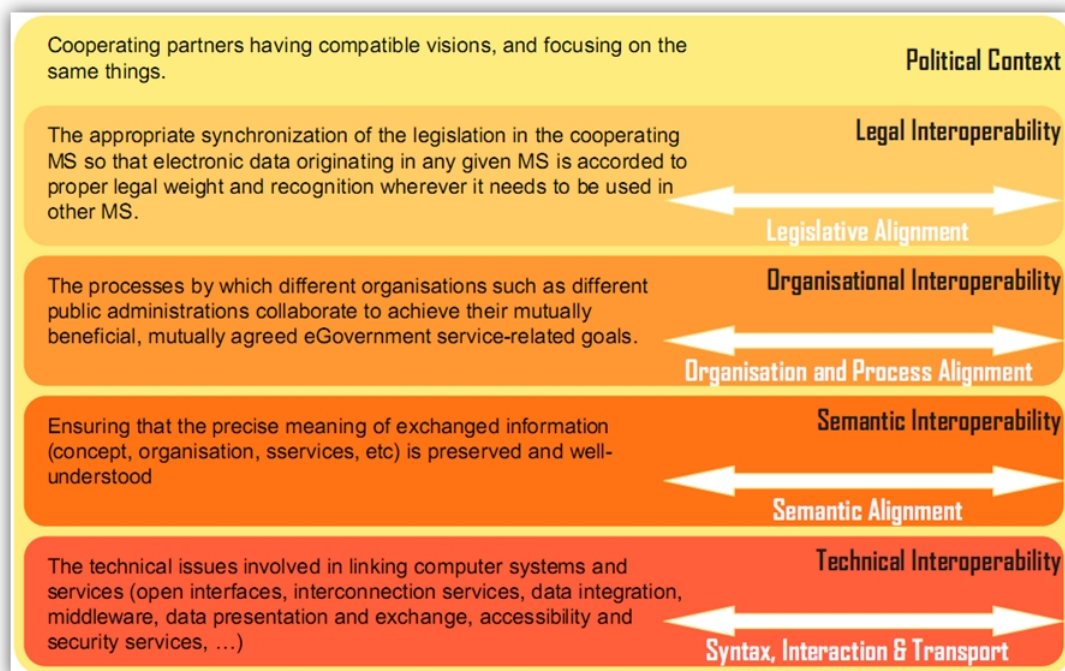 Cooperating partners having compatible visions, and focusing on the
same things.
Political Context
The appropriate synchronization of the legislation in the cooperating
MS so that electronic data originating in any given MS is accorded to
proper legal weight and recognition wherever it needs to be used in
other MS.
Legal Interoperability
Legislative Alignment
The processes by which different organisations such as different
public administrations collaborate to achieve their mutually
beneficial, mutually agreed eGovernment service-related goals.
Organisational Interoperability
Organisation and Process Alignment
Ensuring that the precise meaning of exchanged information
(concept, organisation, sservices, etc) is preserved and well-
understood
Semantic Interoperability
Semantic Alignment
The technical issues involved in linking computer systems and
services (open interfaces, interconnection services, data integration,
middleware, data presentation and exchange, accessibility and
security services, …)
Technical Interoperability
Syntax, Interaction & Transport